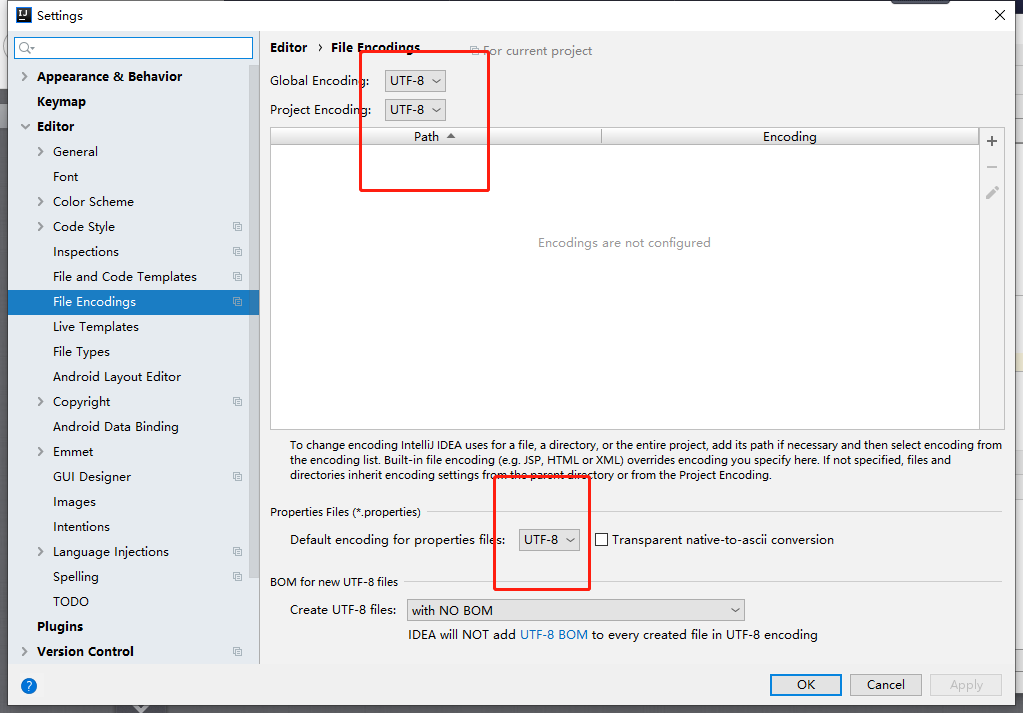 IJ
Settings
Editor › File Encodings
For current project
Appearance & Behavior
Keymap
Editor
General
Font
Color Scheme
Code Style
Inspections
File and Code Templates
File Encodings
Live Templates
File Types
Android Layout Editor
Copyright
Android Data Binding
Emmet
GUI Designer
Images
Intentions
Language Injections
Spelling
TODO
Plugins
Version Control
Global Encoding: UTF-8
Project Encoding: UTF-8
Path Encoding
Encodings are not configured
To change encoding IntelliJ IDEA uses for a file, a directory, or the entire project, add its path if necessary and then select encoding from
the encoding list. Built-in file encoding (e.g. JSP, HTML or XML) overrides encoding you specify here. If not specified, files and
directories inherit encoding settings from the parent directory or from the Project Encoding.
Properties Files (*.properties)
Default encoding for properties files: UTF-8 Transparent native-to-ascii conversion
BOM for new UTF-8 files
Create UTF-8 files: with NO BOM
IDEA will NOT add UTF-8 BOM to every created file in UTF-8 encoding
?
OK Cancel Apply